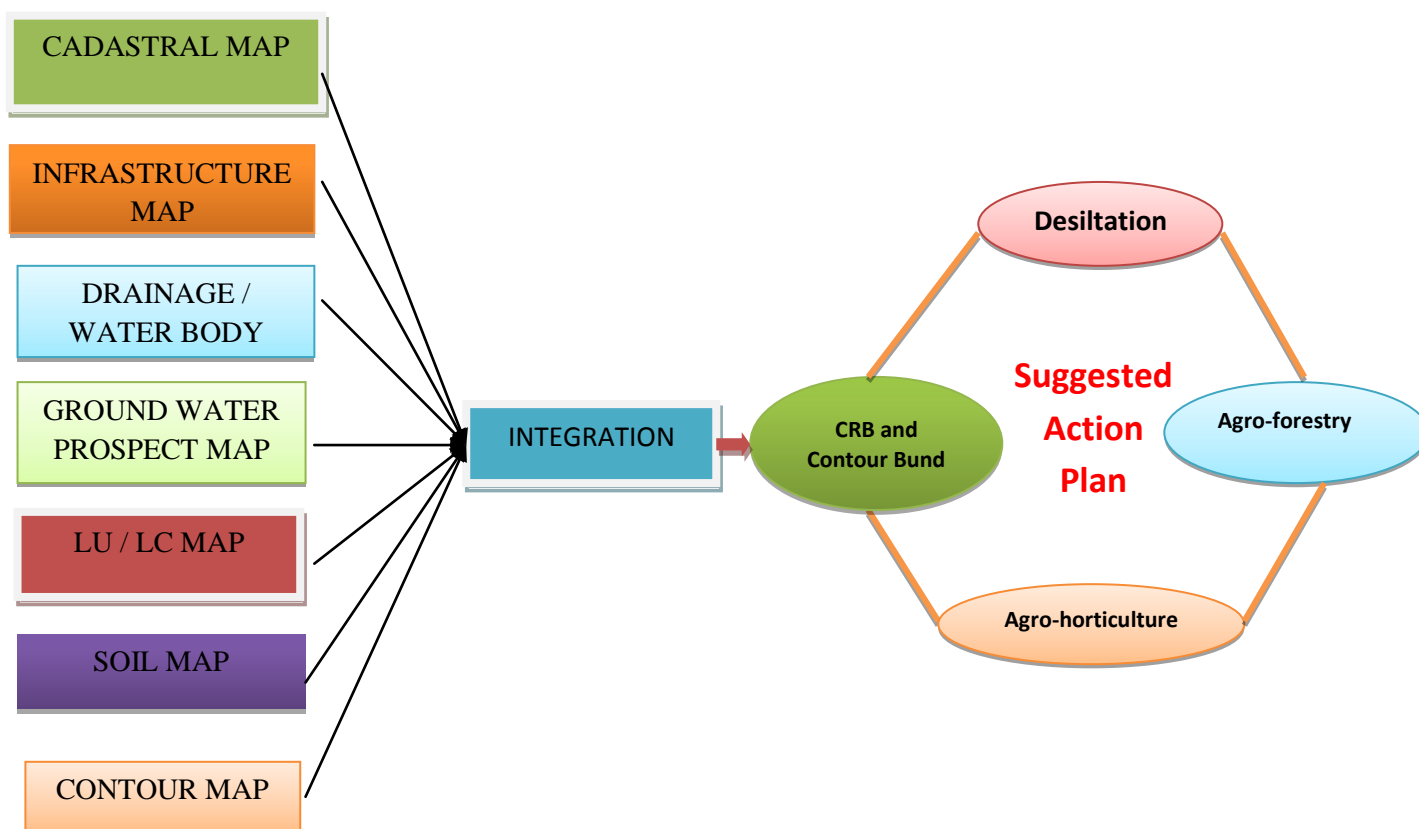 CADASTRAL MAP
INFRASTRUCTURE
MAP
DRAINAGE /
WATER BODY
GROUND WATER
PROSPECT MAP
LU / LC MAP
SOIL MAP
CONTOUR MAP
INTEGRATION
CRB and
Contour Bund
Desiltation
Suggested
Action
Plan
Agro-forestry
Agro-horticulture